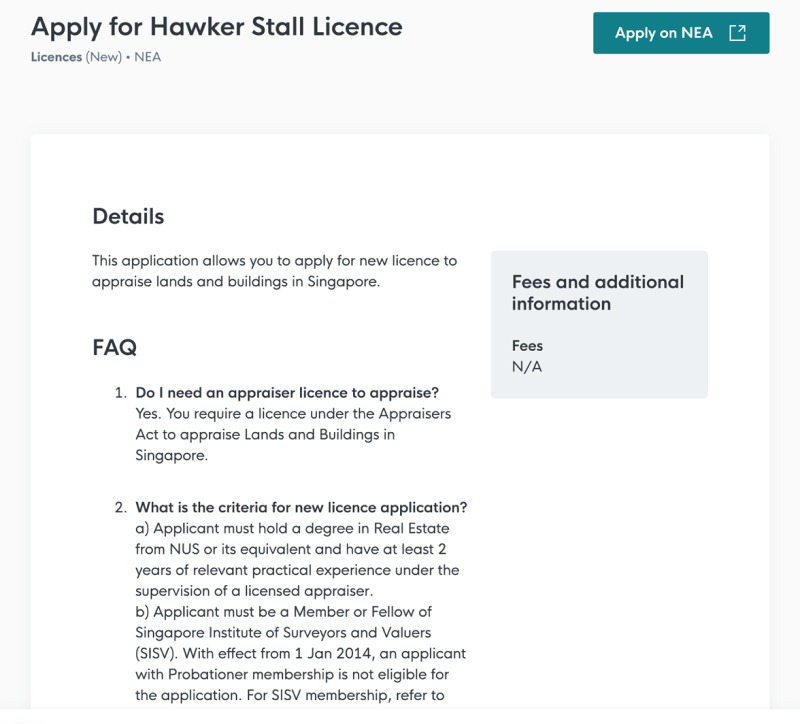 Apply for Hawker Stall Licence
Apply on NEA
Licences (New) • NEA
Details
This application allows you to apply for new licence to
appraise lands and buildings in Singapore.
Fees and additional
information
Fees
N/A
FAQ
1. Do I need an appraiser licence to appraise?
Yes. You require a licence under the Appraisers
Act to appraise Lands and Buildings in
Singapore.
2. What is the criteria for new licence application?
a) Applicant must hold a degree in Real Estate
from NUS or its equivalent and have at least 2
years of relevant practical experience under the
supervision of a licensed appraiser.
b) Applicant must be a Member or Fellow of
Singapore Institute of Surveyors and Valuers
(SISV). With effect from 1 Jan 2014, an applicant
with Probationer membership is not eligible for
the application. For SISV membership, refer to